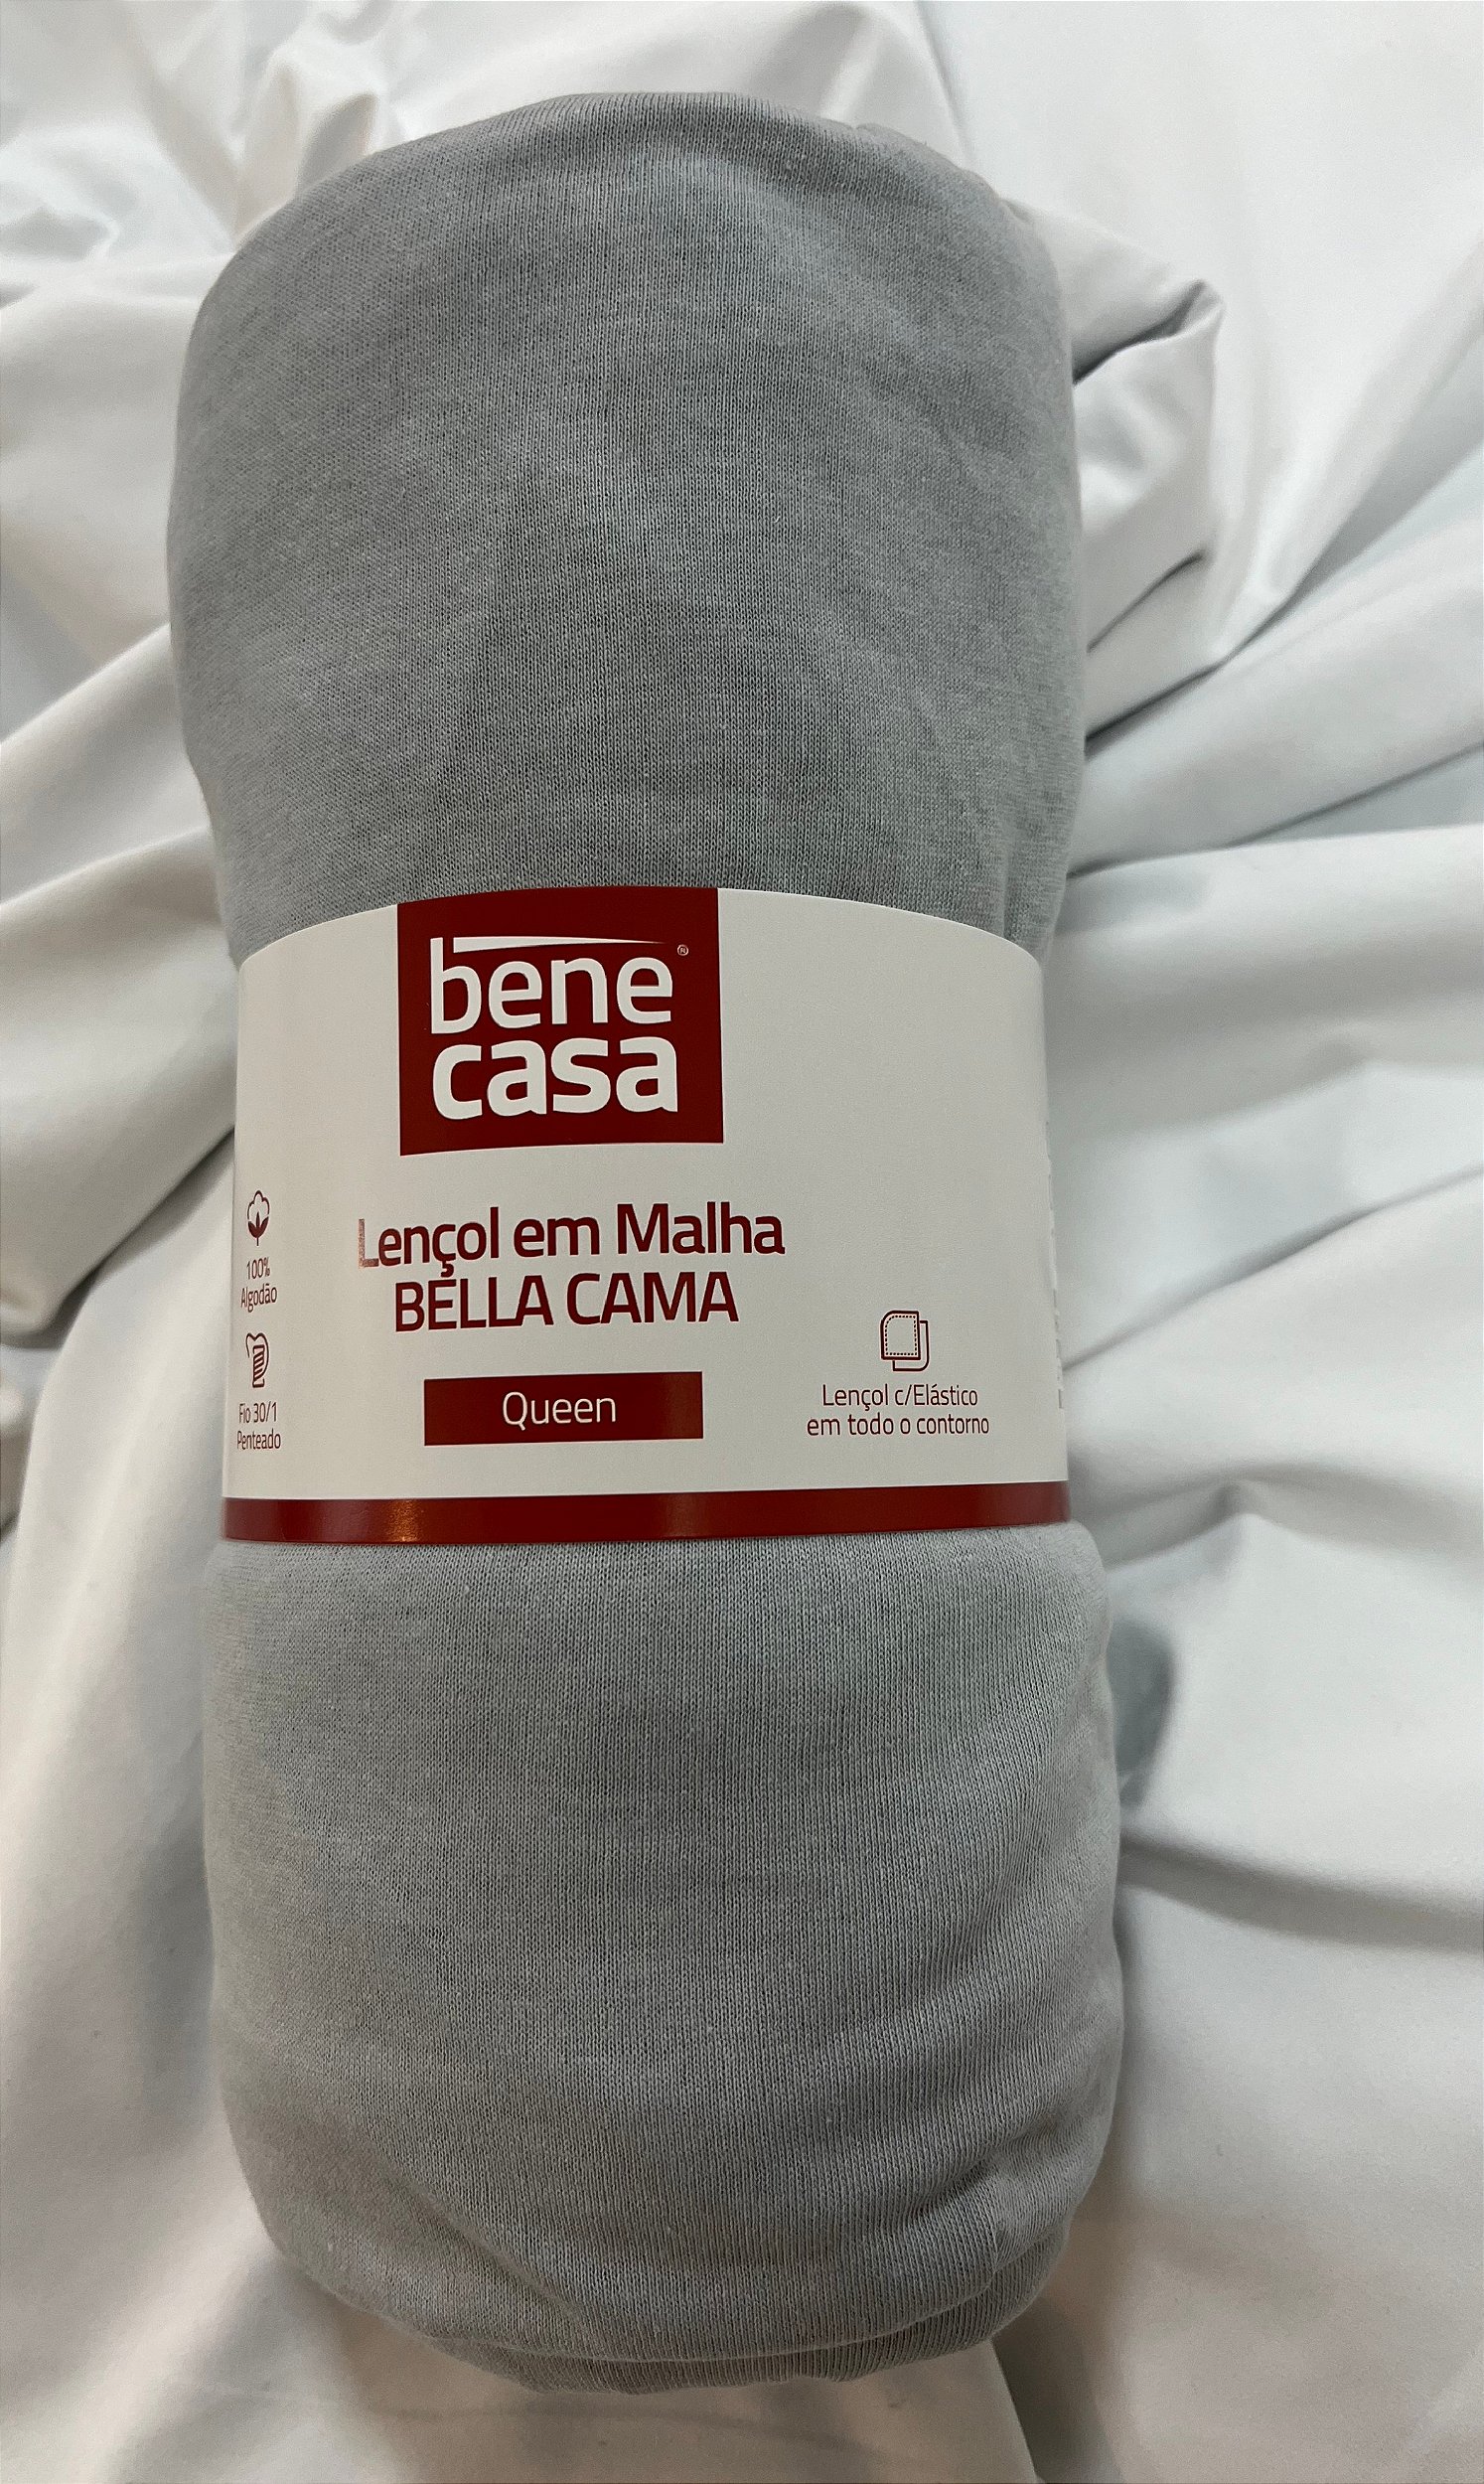 bene®
casa
Lençol em Malha
BELLA CAMA
Queen
100%
Algodão
Fio 30/1
Penteado
Lençol c/Elástico
em todo o contorno